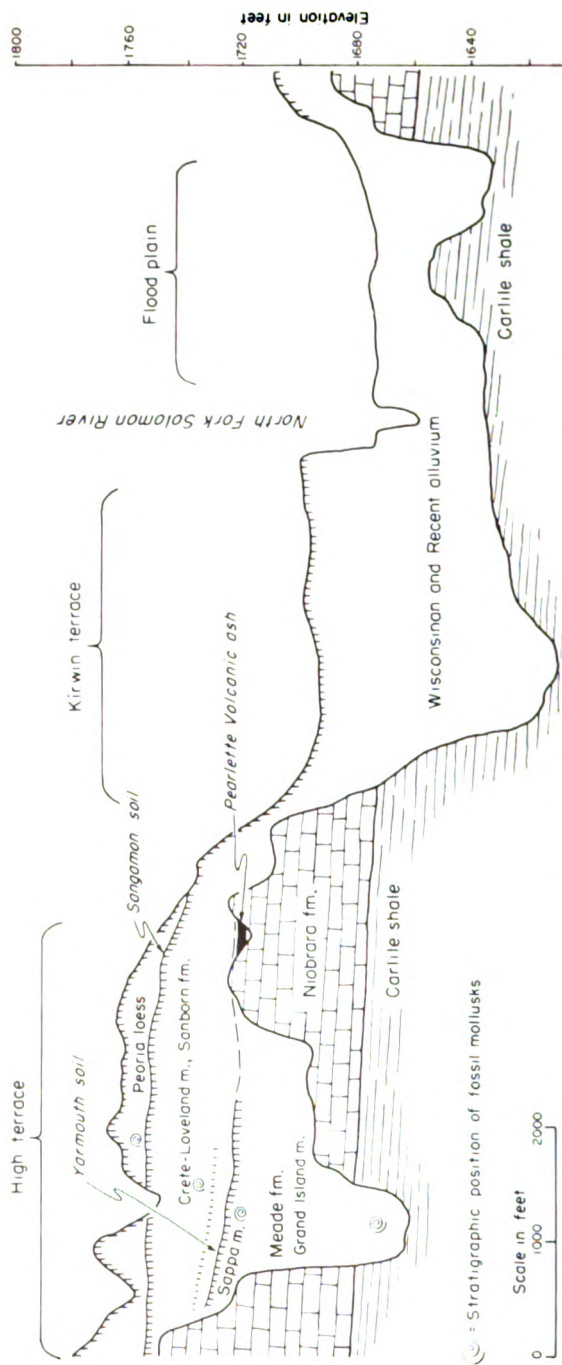 High terrace
Kirwin terrace
Flood plain
Yarmouth soil
Sangamon soil
Pearlette Volcanic ash
North Fork Solomon River
Peoria loess
Crete-Loveland m., Sanborn fm.
Sappa m.
Meade fm.
Grand Island m.
Niobrara fm.
Carlile shale
Wisconsinan and Recent alluvium
Carlile shale
= Stratigraphic position of fossil mollusks
0
1000
2000
Scale in feet
1800
1760
1720
1680
1640
Elevation in feet